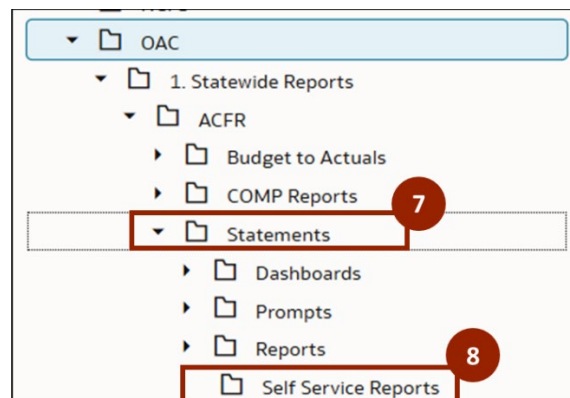 OAC
1. Statewide Reports
ACFR
Budget to Actuals
COMP Reports
7
Statements
Dashboards
Prompts
Reports
8
Self Service Reports